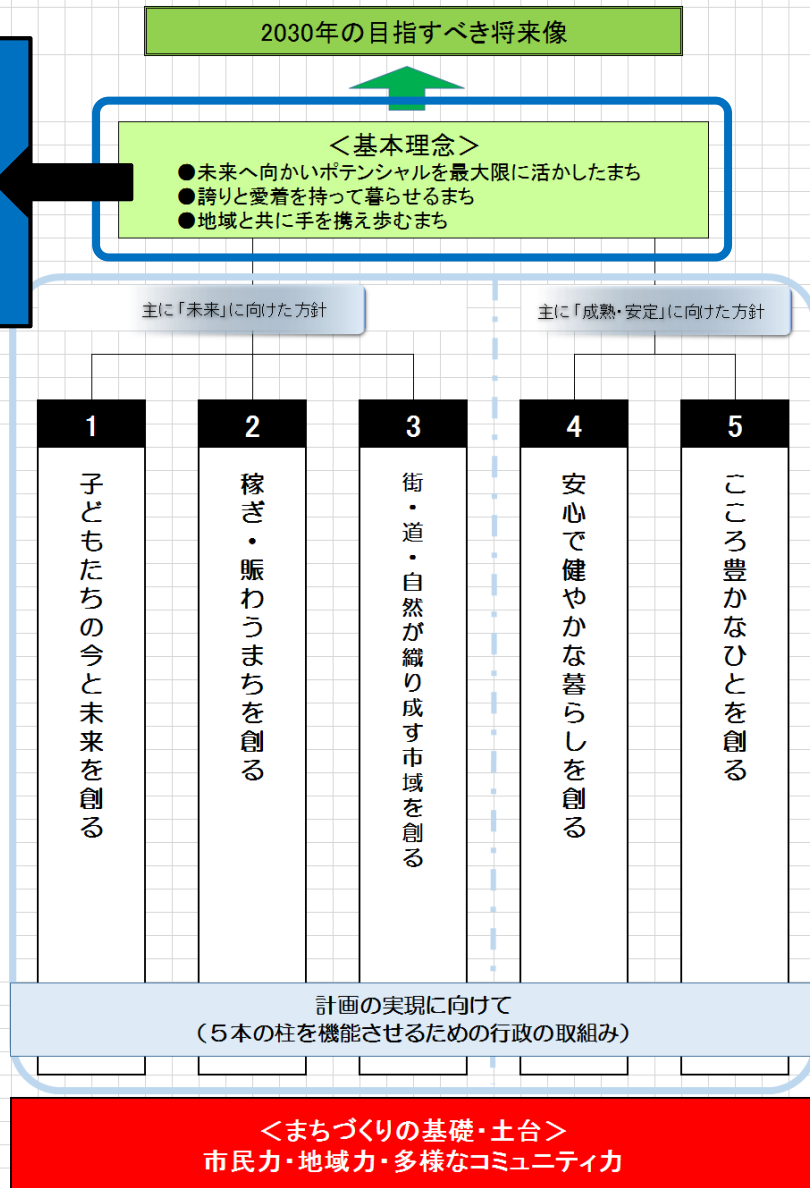 2030年の目指すべき将来像
＜基本理念＞
●未来へ向かいポテンシャルを最大限に活かしたまち
●誇りと愛着を持って暮らせるまち
●地域と共に手を携え歩むまち
主に「未来」に向けた方針
主に「成熟・安定」に向けた方針
1
子どもたちの今と未来を創る
2
稼ぎ・賑わうまちを創る
3
街・道・自然が織り成す市域を創る
4
安心で健やかな暮らしを創る
5
こころ豊かなひとを創る
計画の実現に向けて
（５本の柱を機能させるための行政の取組み）
＜まちづくりの基礎・土台＞
市民力・地域力・多様なコミュニティ力